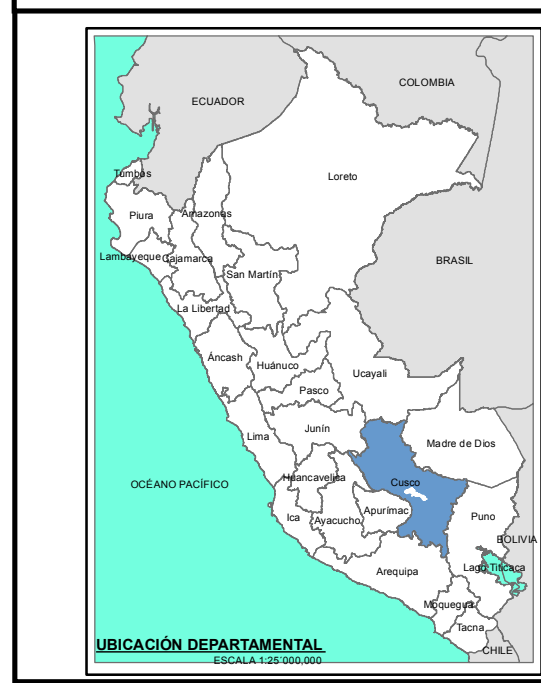 COLOMBIA
ECUADOR
Tumbes
Loreto
Piura
Amazonas
Lambayeque
Cajamarca
BRASIL
San Martín
La Libertad
Áncash
Huánuco
Ucayali
Pasco
Junín
Lima
Madre de Dios
OCÉANO PACÍFICO
Huancavelica
Cusco
Ica
Ayacucho
Apurímac
Puno
BOLIVIA
Arequipa
Lago Titicaca
Moquegua
Tacna
UBICACIÓN DEPARTAMENTAL
CHILE
ESCALA 1:25´000,000